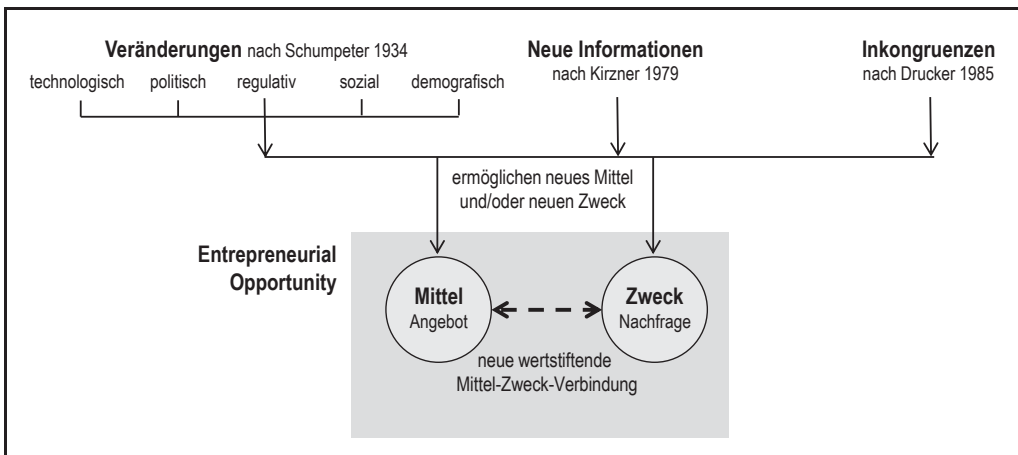 Veränderungen nach Schumpeter 1934
technologisch politisch regulativ sozial demografisch
Neue Informationen
nach Kirzner 1979
Inkongruenzen
nach Drucker 1985
ermöglichen neues Mittel
und/oder neuen Zweck
Entrepreneurial
Opportunity
Mittel
Angebot
Zweck
Nachfrage
neue wertstiftende
Mittel-Zweck-Verbindung